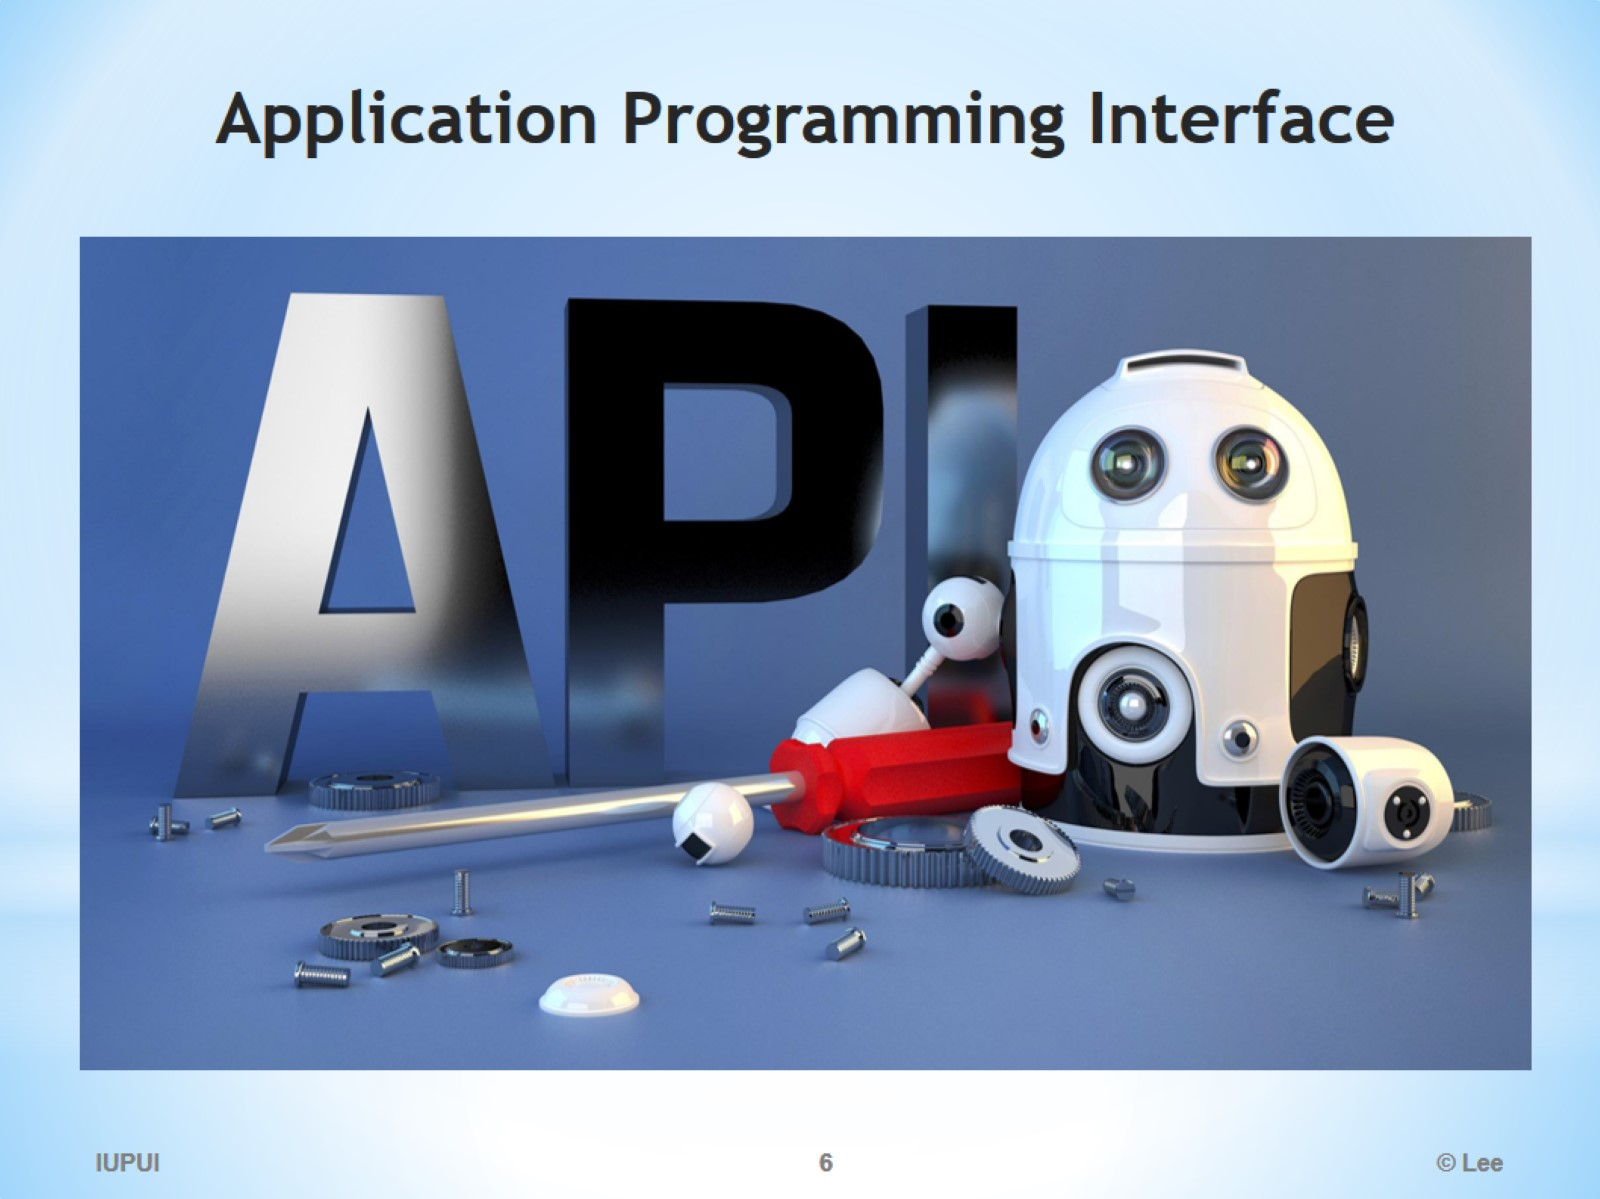 Application Programming Interface
API
IUPUI
6
© Lee